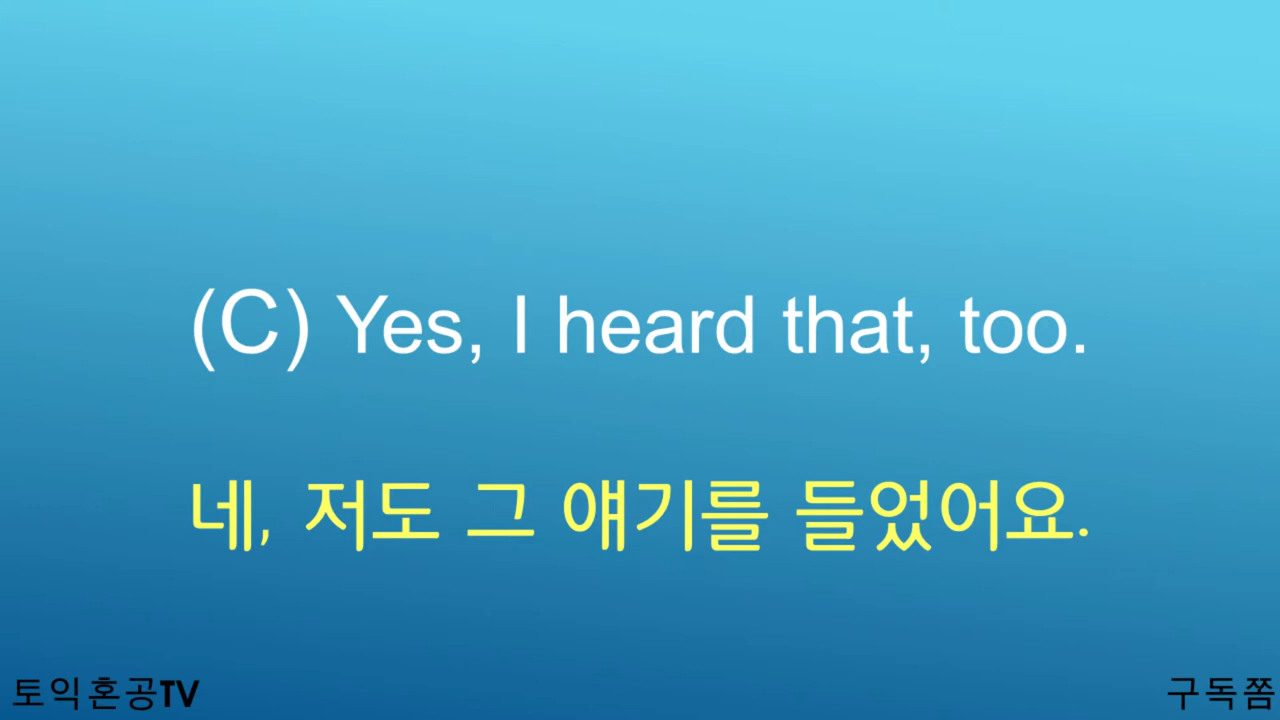 (C) Yes, I heard that, too.
네, 저도 그 얘기를 들었어요.
토익혼공TV
구독쫌